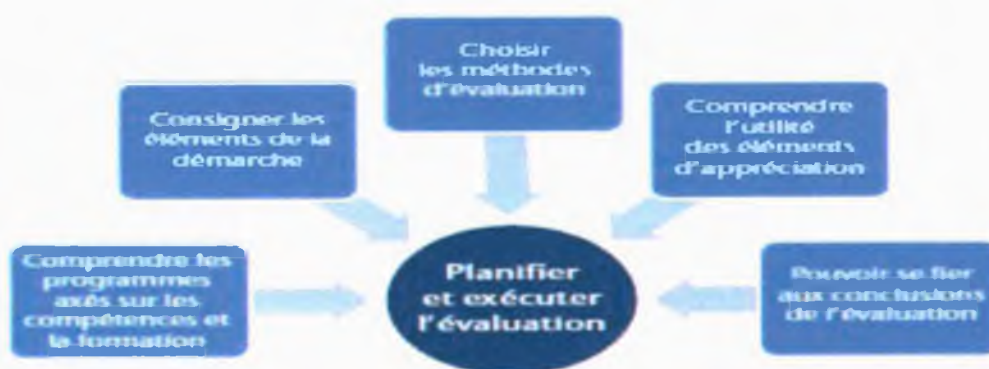 Choisir
les méthodes
d'évaluation
Consigner les
éléments de la
démarche
Comprendre
l'utilité
des éléments
d'appréciation
Comprendre les
programmes
axés sur les
compétences et
la formation
Planifier
et exécuter
l'évaluation
Pouvoir se fier
aux conclusions
de l'évaluation